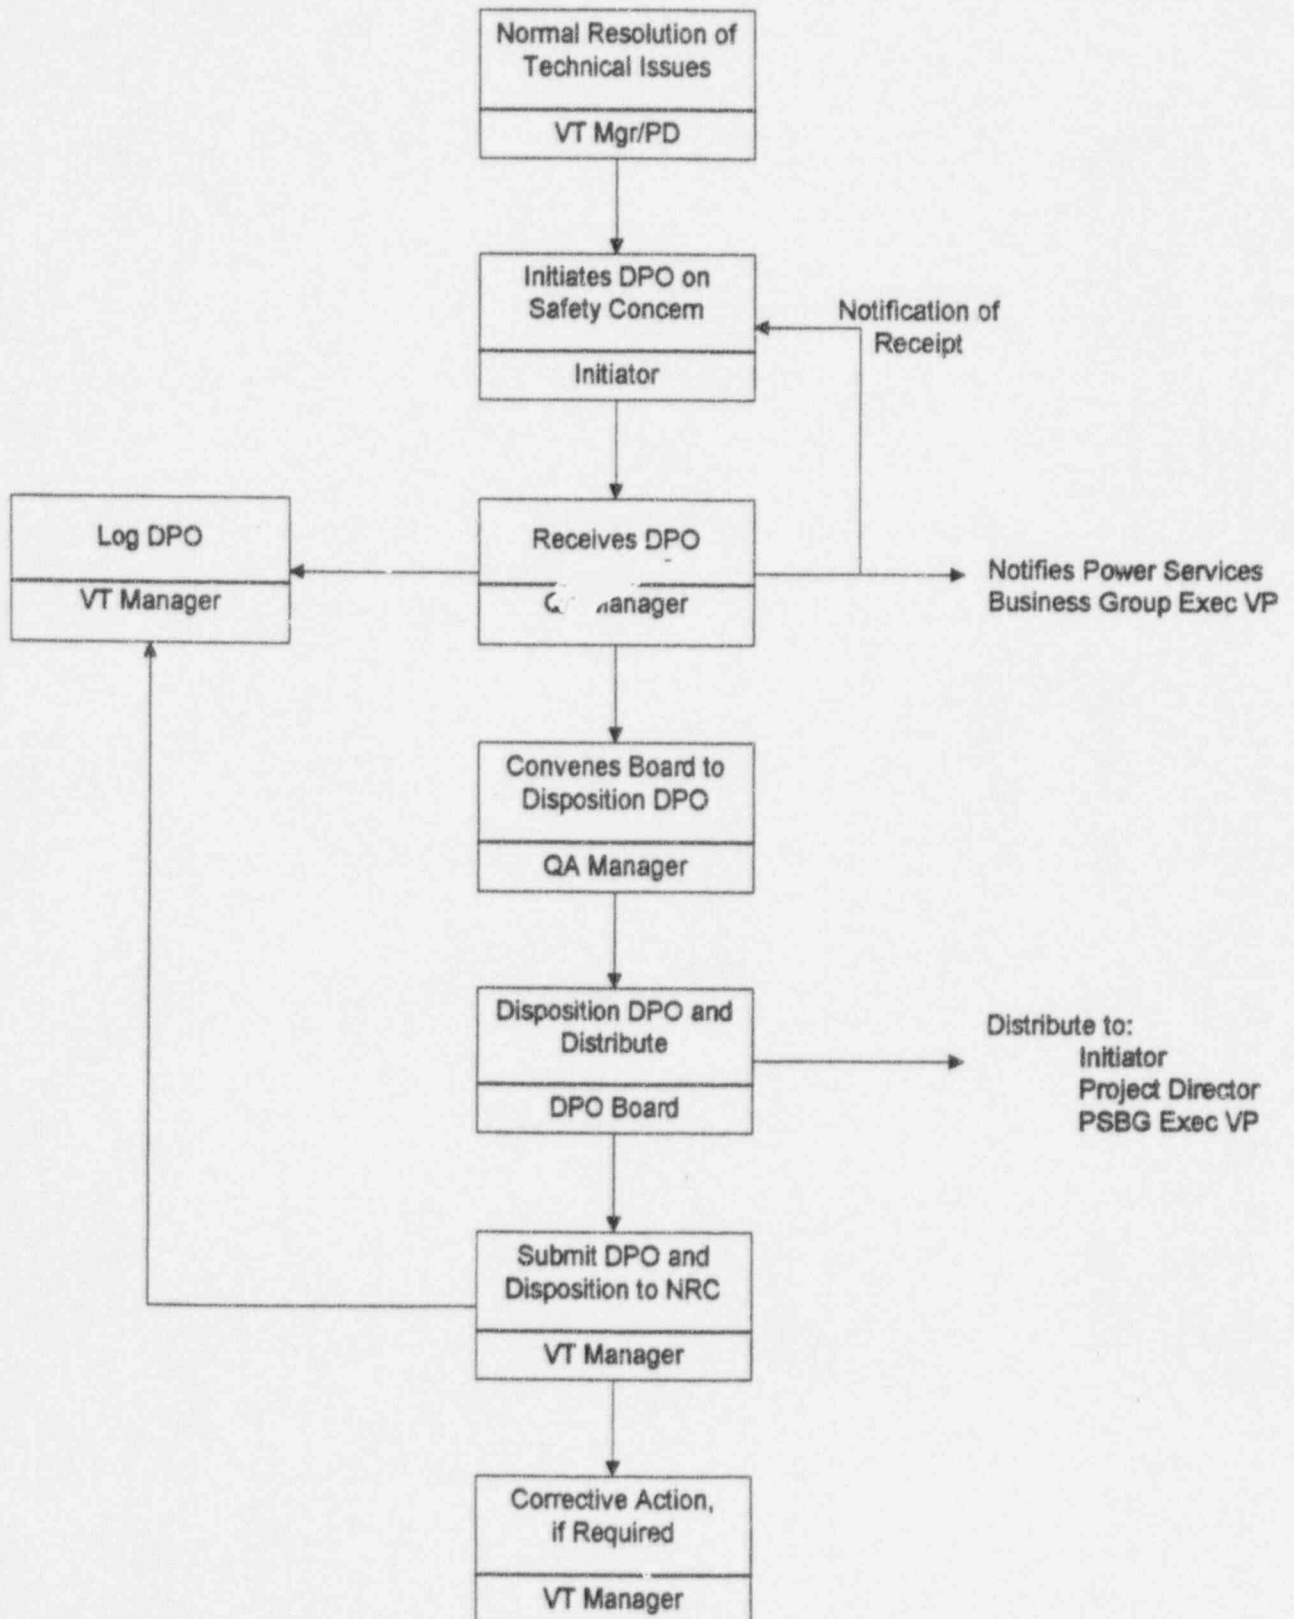 Normal Resolution of
Technical Issues
VT Mgr/PD
Initiates DPO on
Safety Concern
Initiator
Notification of
Receipt
Log DPO
VT Manager
Receives DPO
Notifies Power Services
Business Group Exec VP
Convenes Board to
Disposition DPO
QA Manager
Disposition DPO and
Distribute
DPO Board
Distribute to:
Initiator
Project Director
PSBG Exec VP
Submit DPO and
Disposition to NRC
VT Manager
Corrective Action,
if Required
VT Manager